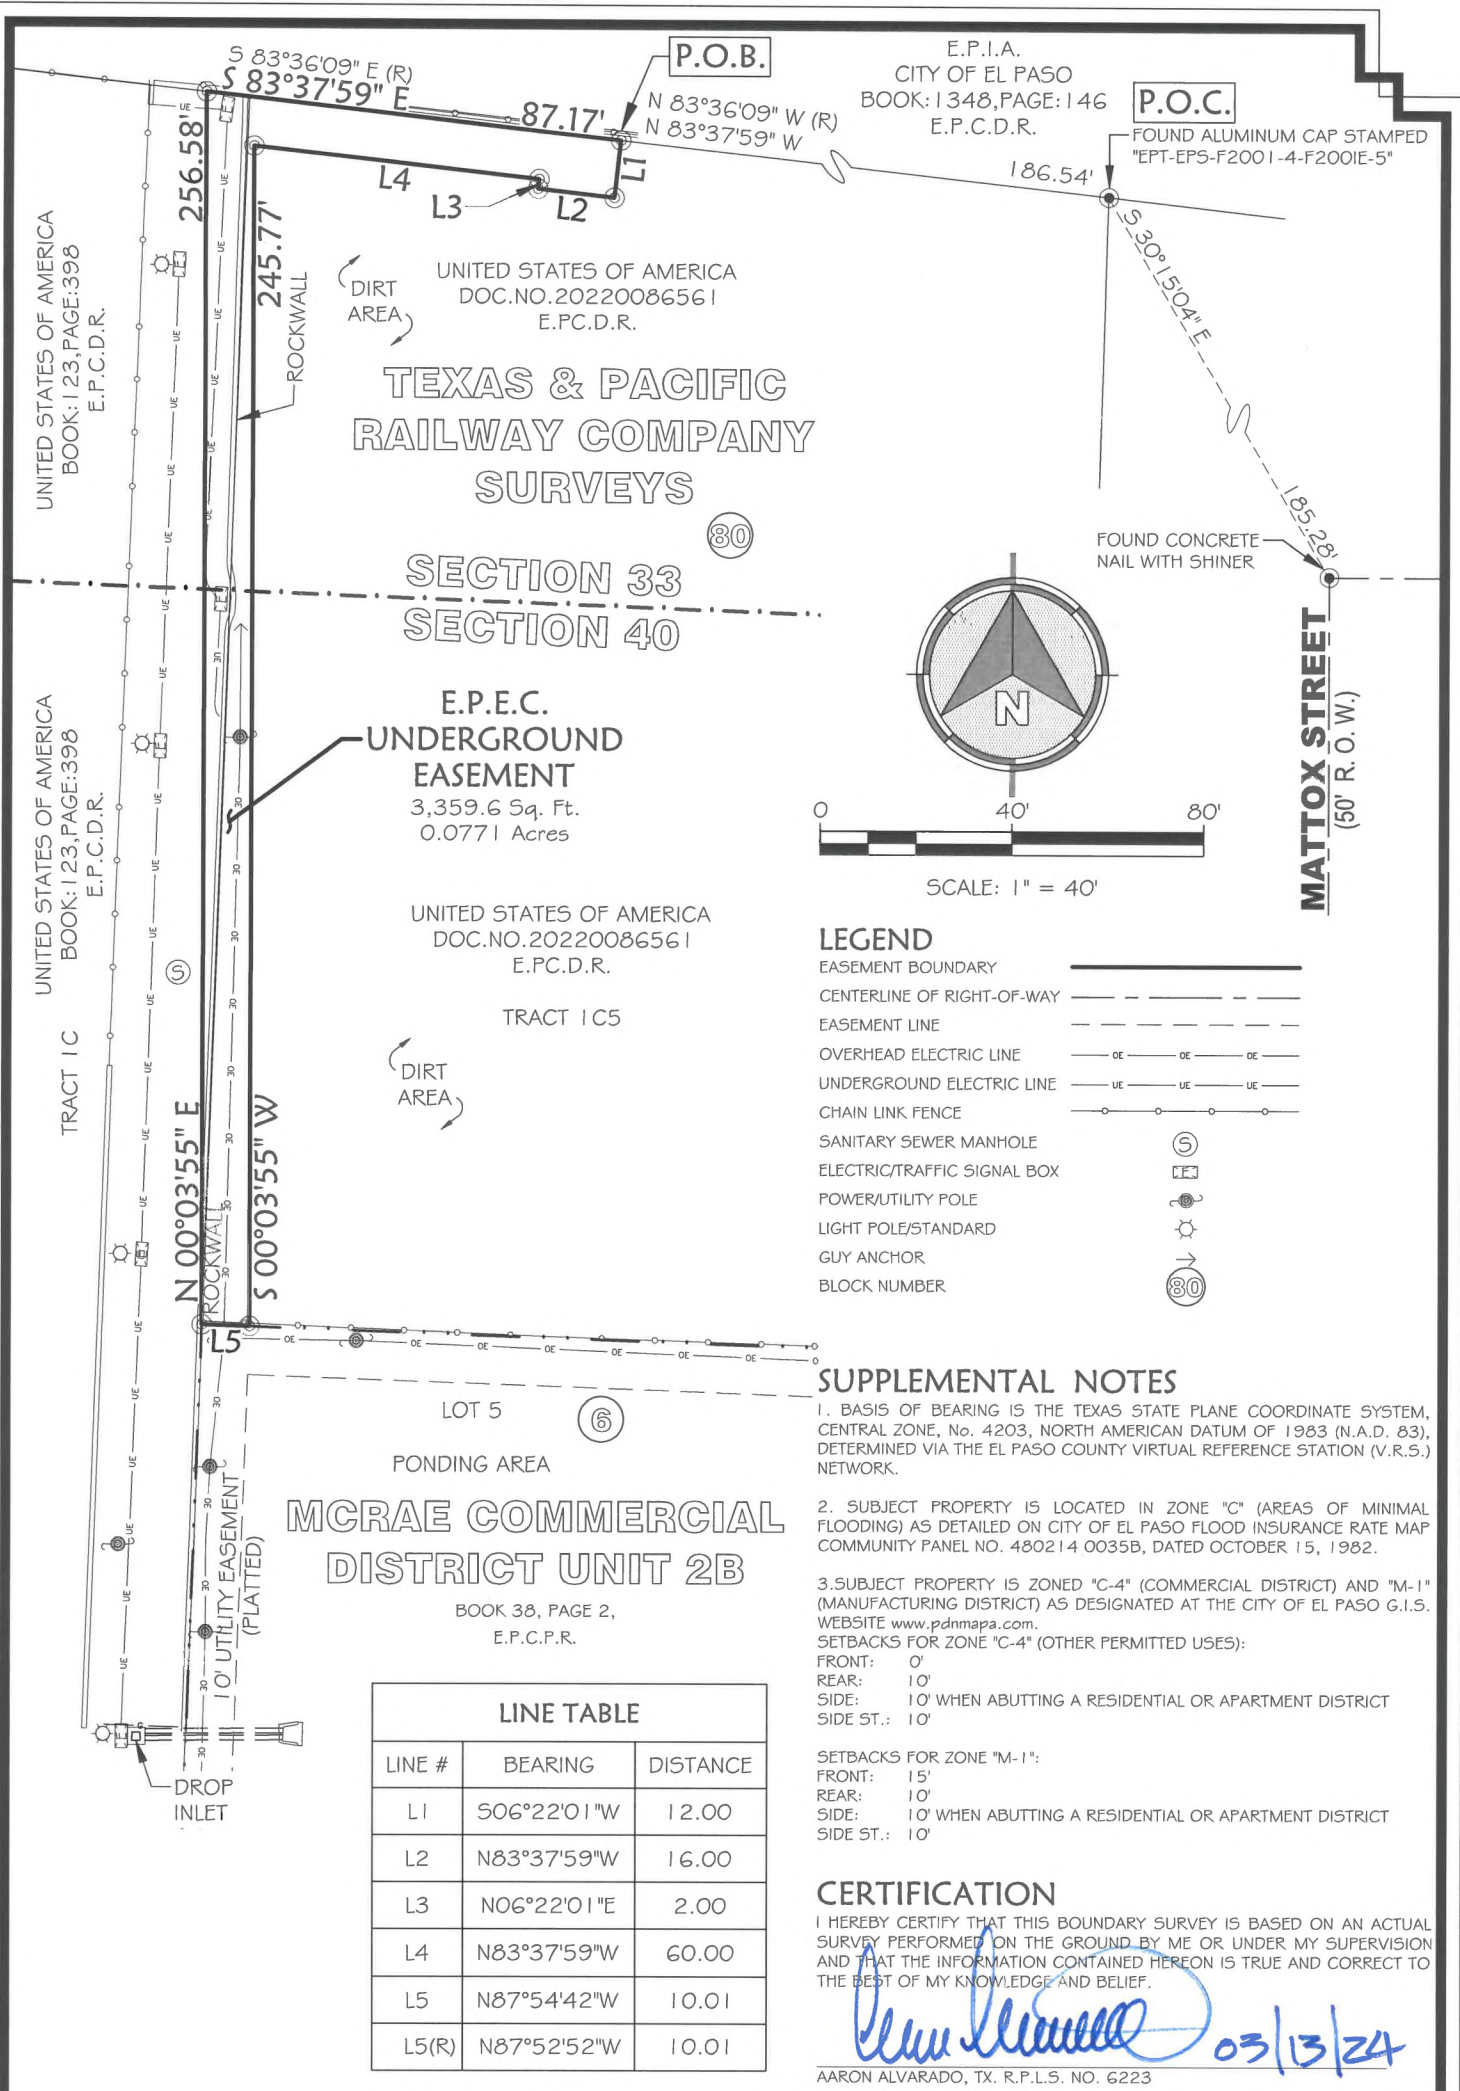 S 83°36'09" E (R)
S 83°37'59" E
87.17'
P.O.B.
N 83°36'09" W (R)
N 83°37'59" W
E.P.I.A.
CITY OF EL PASO
BOOK:1348,PAGE:146
E.P.C.D.R.
P.O.C.
FOUND ALUMINUM CAP STAMPED
"EPT-EPS-F2001-4-F200IE-5"
186.54'
S 30°15'04" E
185.28'
FOUND CONCRETE
NAIL WITH SHINER
MATTOX STREET
(50' R. O. W.)
256.58'
245.77'
L4
L3
L2
L1
ROCKWALL
DIRT
AREA
UNITED STATES OF AMERICA
BOOK:123,PAGE:398
E.P.C.D.R.
UNITED STATES OF AMERICA
DOC.NO.20220086561
E.PC.D.R.
TEXAS & PACIFIC
RAILWAY COMPANY
SURVEYS
80
SECTION 33
SECTION 40
E.P.E.C.
UNDERGROUND
EASEMENT
3,359.6 Sq. Ft.
0.0771 Acres
UNITED STATES OF AMERICA
BOOK:123,PAGE:398
E.P.C.D.R.
TRACT 1C
UNITED STATES OF AMERICA
DOC.NO.20220086561
E.PC.D.R.
TRACT 1C5
DIRT
AREA
S
N 00°03'55" E
S 00°03'55" W
ROCKWALL
L5
N
0 40' 80'
SCALE: 1" = 40'
LEGEND
EASEMENT BOUNDARY
CENTERLINE OF RIGHT-OF-WAY
EASEMENT LINE
OVERHEAD ELECTRIC LINE OE OE OE
UNDERGROUND ELECTRIC LINE UE UE UE
CHAIN LINK FENCE
SANITARY SEWER MANHOLE S
ELECTRIC/TRAFFIC SIGNAL BOX E
POWER/UTILITY POLE
LIGHT POLE/STANDARD
GUY ANCHOR
BLOCK NUMBER 80
LOT 5
6
PONDING AREA
MCRAE COMMERCIAL
DISTRICT UNIT 2B
BOOK 38, PAGE 2,
E.P.C.P.R.
10' UTILITY EASEMENT
(PLATTED)
DROP
INLET
LINE TABLE
LINE # BEARING DISTANCE
L1 S06°22'01"W 12.00
L2 N83°37'59"W 16.00
L3 N06°22'01"E 2.00
L4 N83°37'59"W 60.00
L5 N87°54'42"W 10.01
L5(R) N87°52'52"W 10.01
SUPPLEMENTAL NOTES
1. BASIS OF BEARING IS THE TEXAS STATE PLANE COORDINATE SYSTEM,
CENTRAL ZONE, No. 4203, NORTH AMERICAN DATUM OF 1983 (N.A.D. 83),
DETERMINED VIA THE EL PASO COUNTY VIRTUAL REFERENCE STATION (V.R.S.)
NETWORK.
2. SUBJECT PROPERTY IS LOCATED IN ZONE "C" (AREAS OF MINIMAL
FLOODING) AS DETAILED ON CITY OF EL PASO FLOOD INSURANCE RATE MAP
COMMUNITY PANEL NO. 480214 0035B, DATED OCTOBER 15, 1982.
3.SUBJECT PROPERTY IS ZONED "C-4" (COMMERCIAL DISTRICT) AND "M-1"
(MANUFACTURING DISTRICT) AS DESIGNATED AT THE CITY OF EL PASO G.I.S.
WEBSITE www.pdnmapa.com.
SETBACKS FOR ZONE "C-4" (OTHER PERMITTED USES):
FRONT: 0'
REAR: 10'
SIDE: 10' WHEN ABUTTING A RESIDENTIAL OR APARTMENT DISTRICT
SIDE ST.: 10'
SETBACKS FOR ZONE "M-1":
FRONT: 15'
REAR: 10'
SIDE: 10' WHEN ABUTTING A RESIDENTIAL OR APARTMENT DISTRICT
SIDE ST.: 10'
CERTIFICATION
I HEREBY CERTIFY THAT THIS BOUNDARY SURVEY IS BASED ON AN ACTUAL
SURVEY PERFORMED ON THE GROUND BY ME OR UNDER MY SUPERVISION
AND THAT THE INFORMATION CONTAINED HEREON IS TRUE AND CORRECT TO
THE BEST OF MY KNOWLEDGE AND BELIEF.
03/13/24
AARON ALVARADO, TX. R.P.L.S. NO. 6223